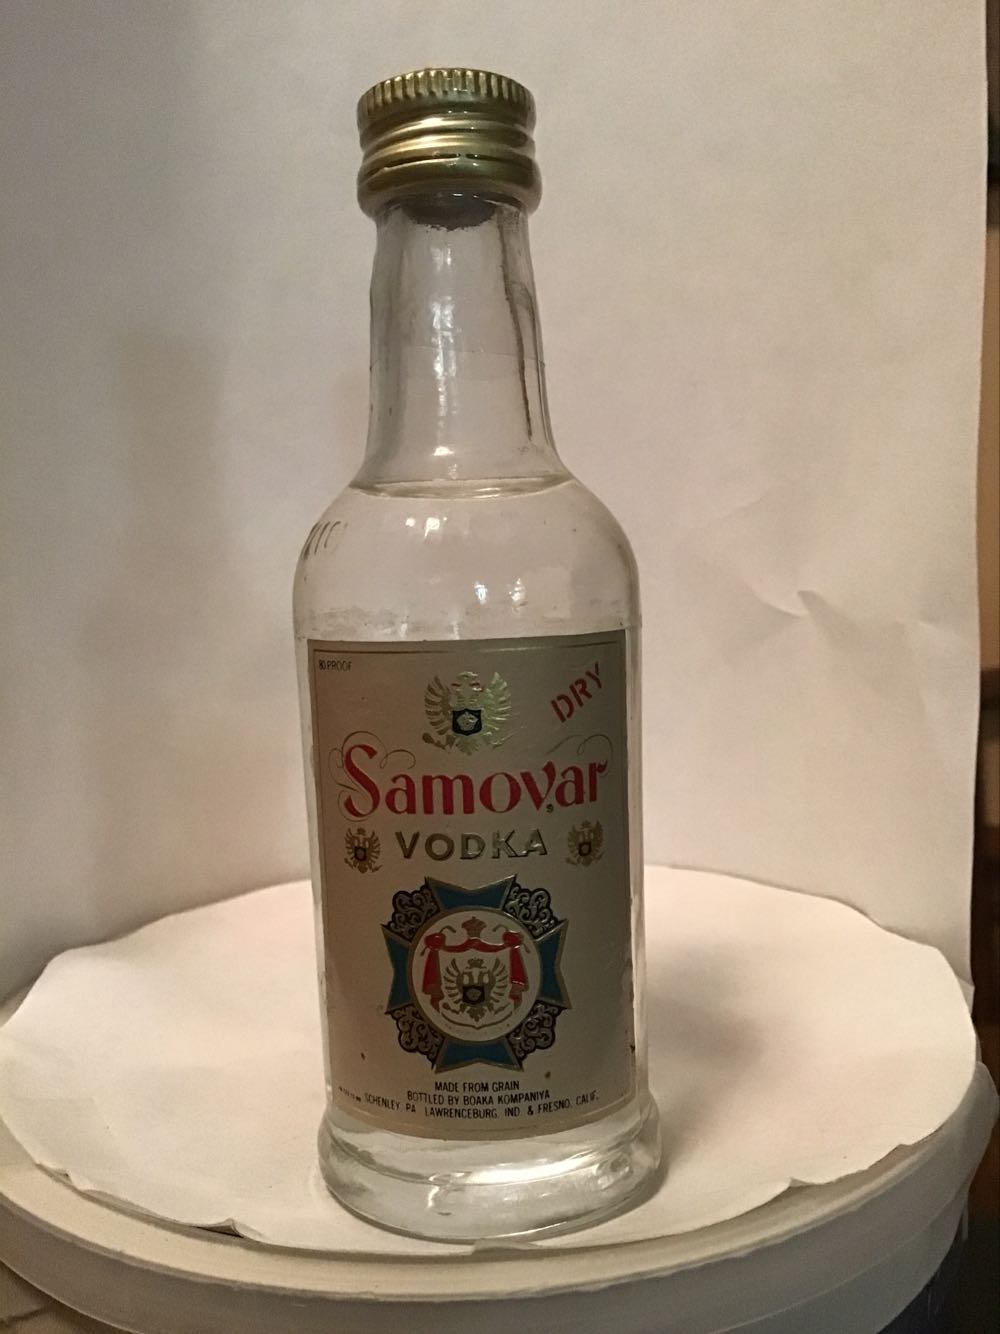 80 PROOF
DRY
Samovar
VODKA
MADE FROM GRAIN
BOTTLED BY BOAKA KOMPANIYA
SCHENLEY, PA. LAWRENCEBURG, IND. & FRESNO, CALIF.